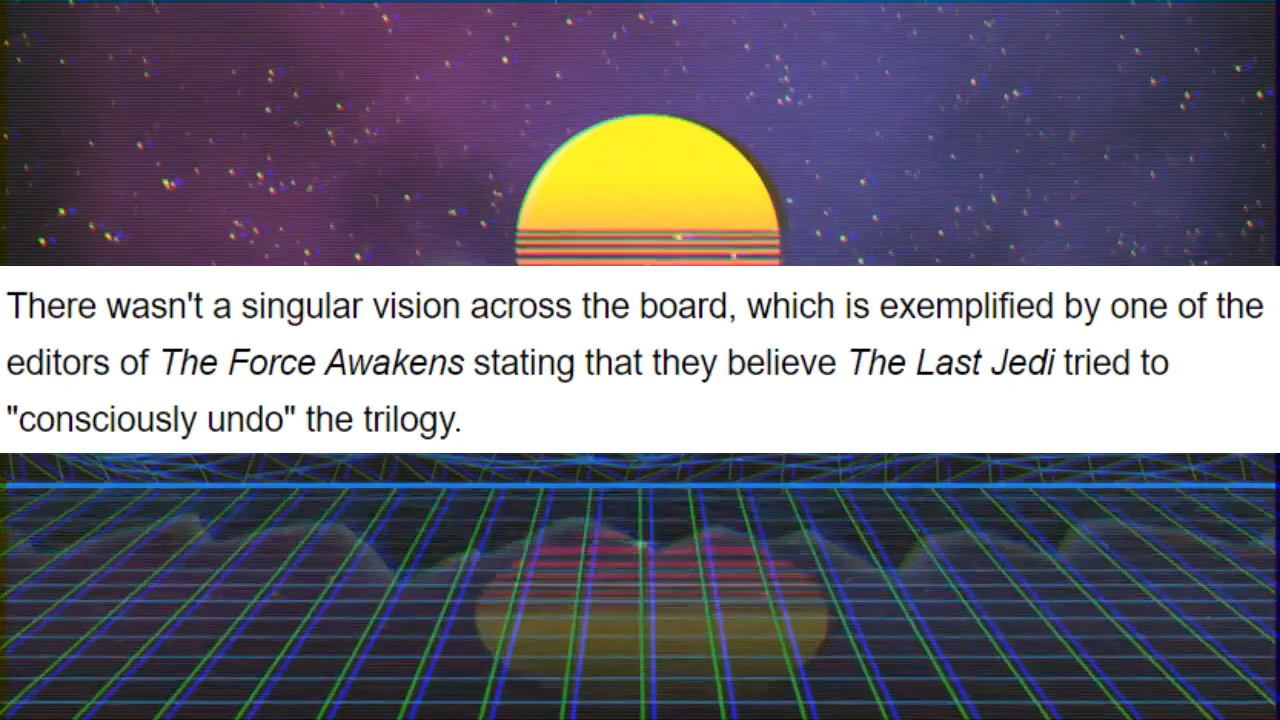 There wasn't a singular vision across the board, which is exemplified by one of the
editors of The Force Awakens stating that they believe The Last Jedi tried to
"consciously undo" the trilogy.